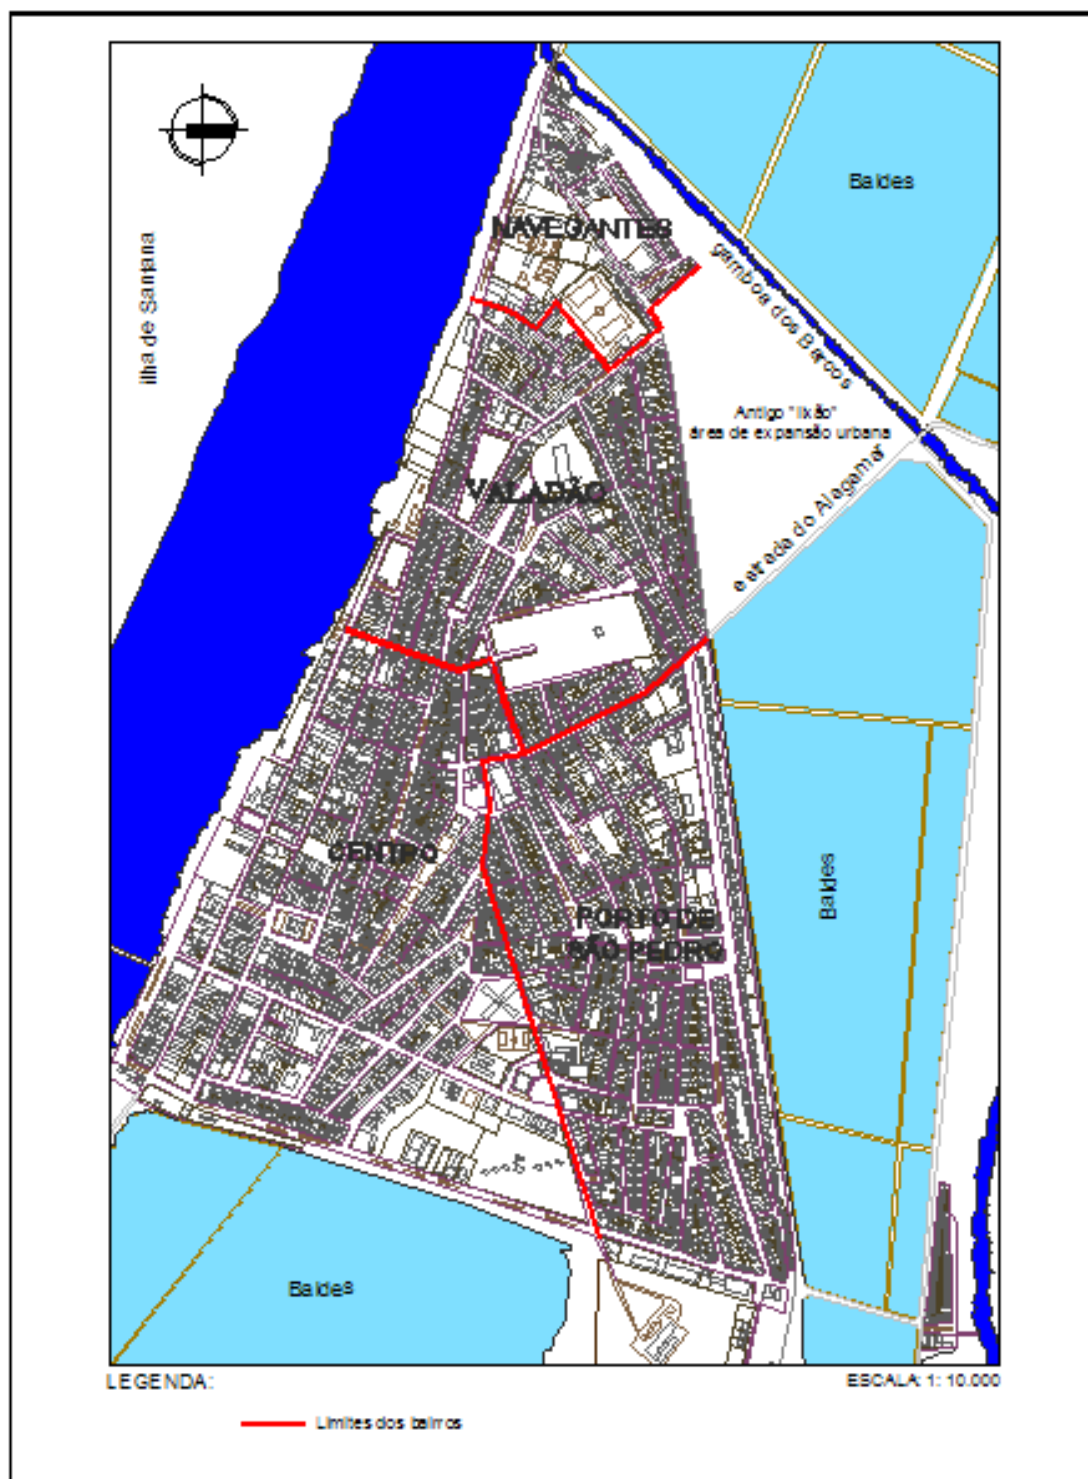 Baldes
NAVEGANTES
ilha de Santana
gamboa dos Barcos
Antigo "lixão"
área de expansão urbana
VALADÃO
estrada do Alagamar
CENTRO
Baldes
PORTO DE
SÃO PEDRO
Baldes
LEGENDA:
ESCALA: 1: 10.000
Limites dos bairros